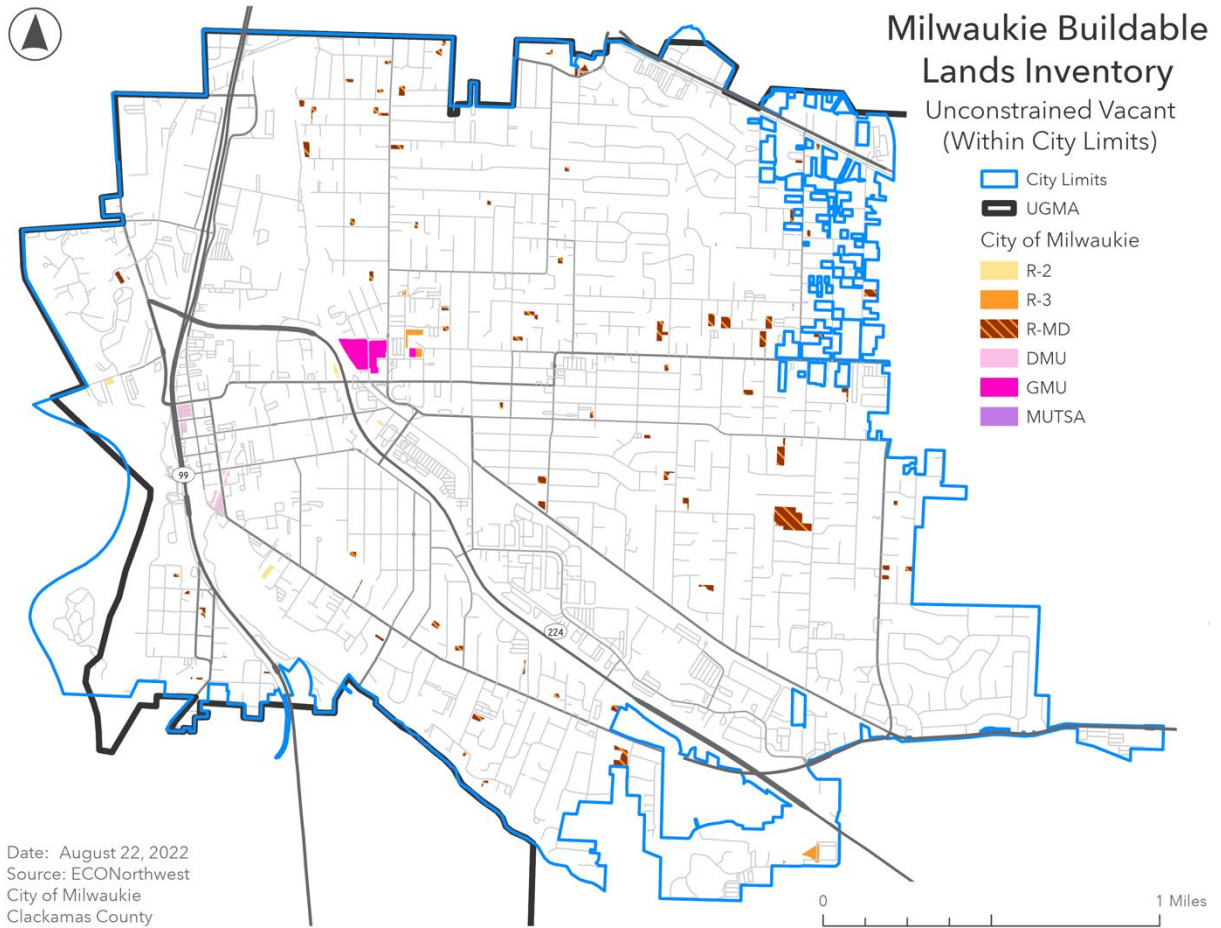 Milwaukie Buildable
Lands Inventory
Unconstrained Vacant
(Within City Limits)
City Limits
UGMA
City of Milwaukie
R-2
R-3
R-MD
DMU
GMU
MUTSA
99
224
Date: August 22, 2022
Source: ECONorthwest
City of Milwaukie
Clackamas County
0 1 Miles